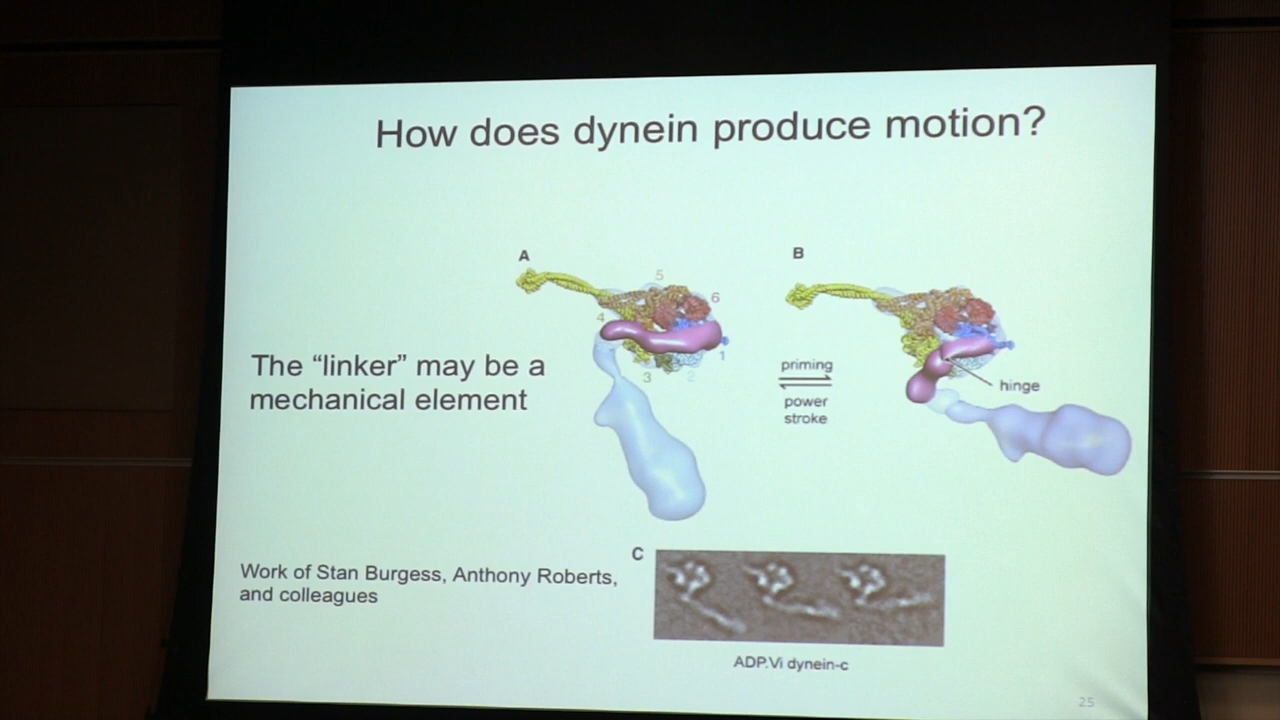 How does dynein produce motion?
A
B
5
6
4
1
3
2
The “linker” may be a
mechanical element
priming
power
stroke
hinge
C
Work of Stan Burgess, Anthony Roberts,
and colleagues
ADP.Vi dynein-c
25